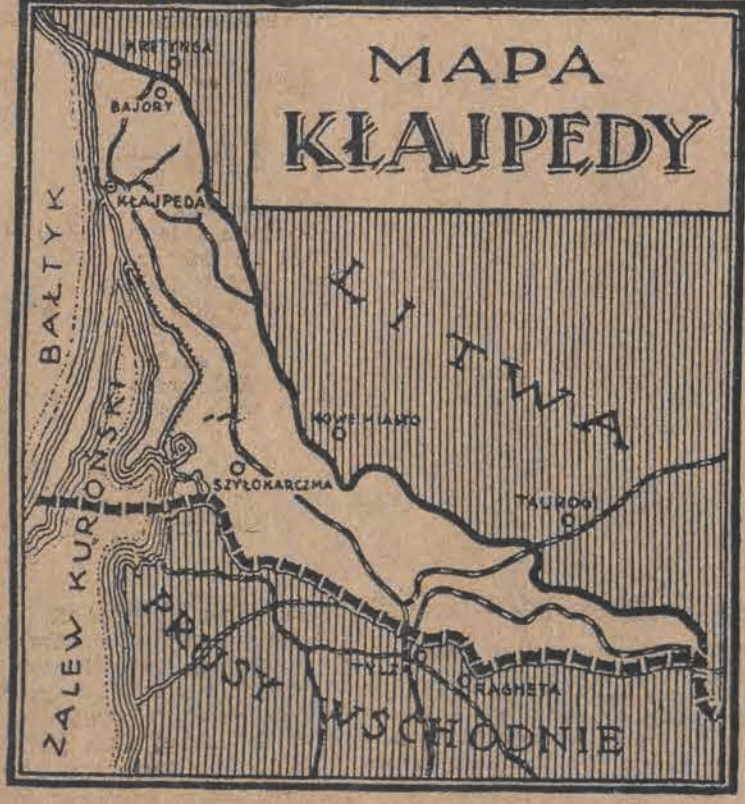 MAPA
KŁAJPEDY
KRETYNGA
BAJORY
KŁAJPEDA
BAŁTYK
LITWA
NOWE MIASTO
SZYŁOKARCZMA
TAUROGI
ZALEW KUROŃSKI
PRUSY WSCHODNIE
TYLŻA
RAGNETA